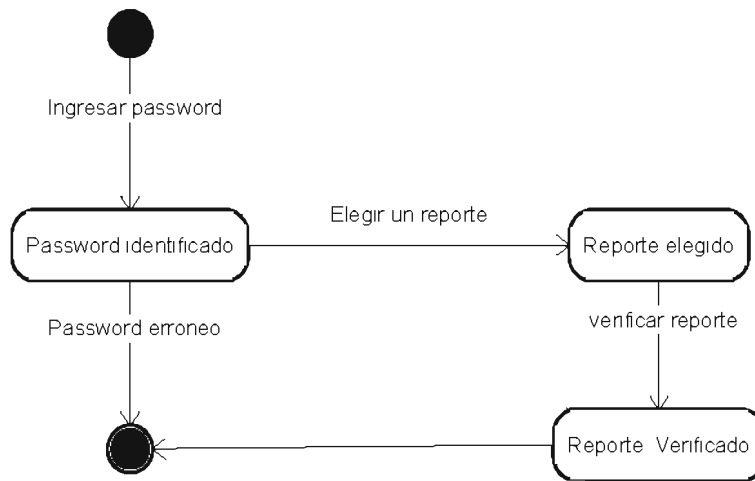 Ingresar password
Elegir un reporte
Password identificado
Reporte elegido
Password erroneo
verificar reporte
Reporte Verificado